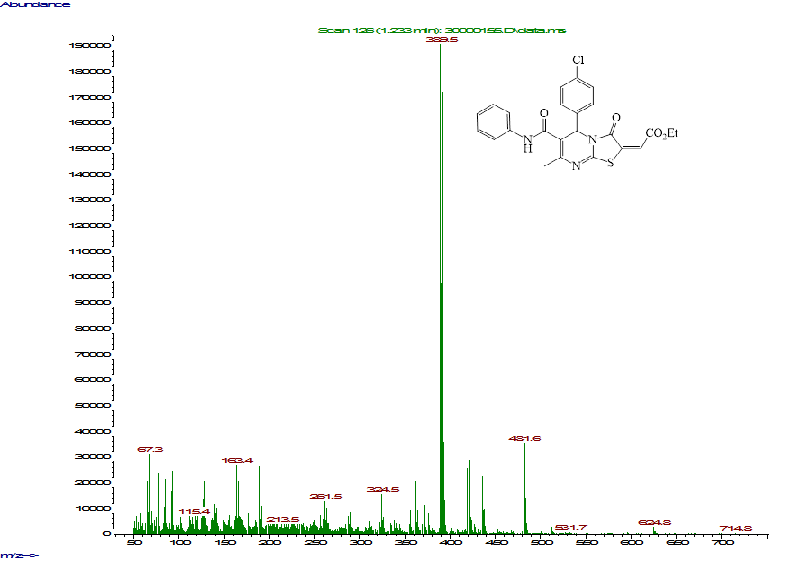 Abundance
Scan 126 (1.233 min): 30000155.D\data.ms
389.5
190000
180000
170000
160000
150000
140000
130000
120000
110000
100000
90000
80000
70000
60000
50000
40000
30000
20000
10000
0
67.3
115.4
163.4
213.5
261.5
324.5
481.6
531.7
624.8
714.8
50 100 150 200 250 300 350 400 450 500 550 600 650 700
m/z-->
Cl
O
O
CO₂Et
N
H
N
N
S